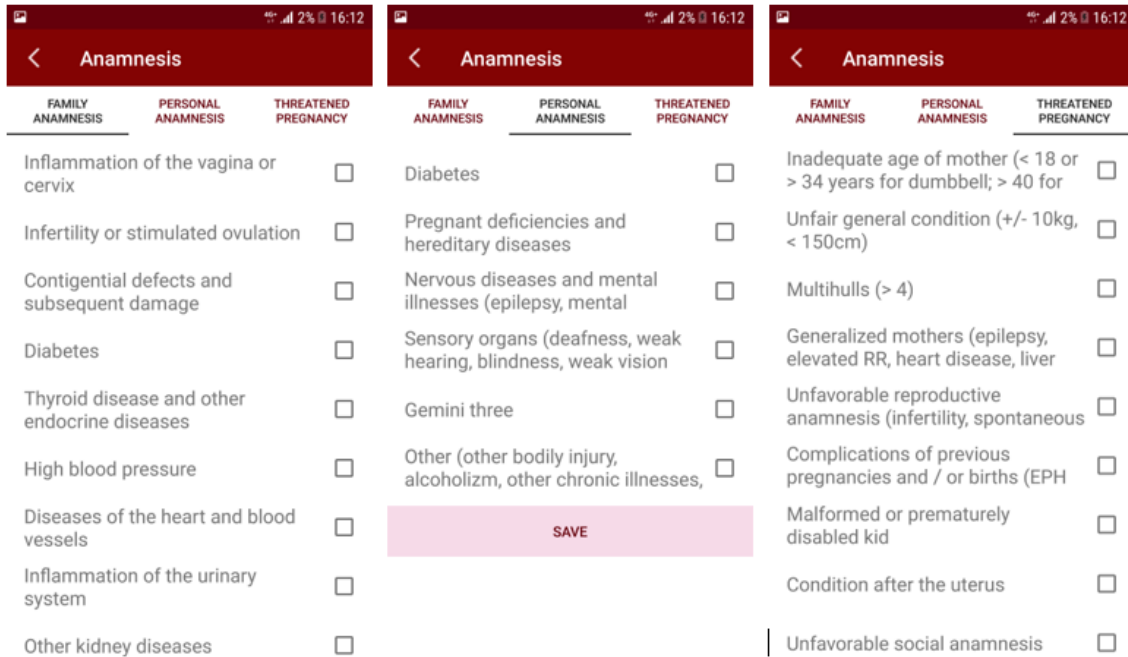 4G+ 2% 16:12
Anamnesis
FAMILY
ANAMNESIS
PERSONAL
ANAMNESIS
THREATENED
PREGNANCY
Inflammation of the vagina or
cervix
Infertility or stimulated ovulation
Contigential defects and
subsequent damage
Diabetes
Thyroid disease and other
endocrine diseases
High blood pressure
Diseases of the heart and blood
vessels
Inflammation of the urinary
system
Other kidney diseases
4G+ 2% 16:12
Anamnesis
FAMILY
ANAMNESIS
PERSONAL
ANAMNESIS
THREATENED
PREGNANCY
Diabetes
Pregnant deficiencies and
hereditary diseases
Nervous diseases and mental
illnesses (epilepsy, mental
Sensory organs (deafness, weak
hearing, blindness, weak vision
Gemini three
Other (other bodily injury,
alcoholizm, other chronic illnesses,
SAVE
4G+ 2% 16:12
Anamnesis
FAMILY
ANAMNESIS
PERSONAL
ANAMNESIS
THREATENED
PREGNANCY
Inadequate age of mother (< 18 or
> 34 years for dumbbell; > 40 for
Unfair general condition (+/- 10kg,
< 150cm)
Multihulls (> 4)
Generalized mothers (epilepsy,
elevated RR, heart disease, liver
Unfavorable reproductive
anamnesis (infertility, spontaneous
Complications of previous
pregnancies and / or births (EPH
Malformed or prematurely
disabled kid
Condition after the uterus
Unfavorable social anamnesis